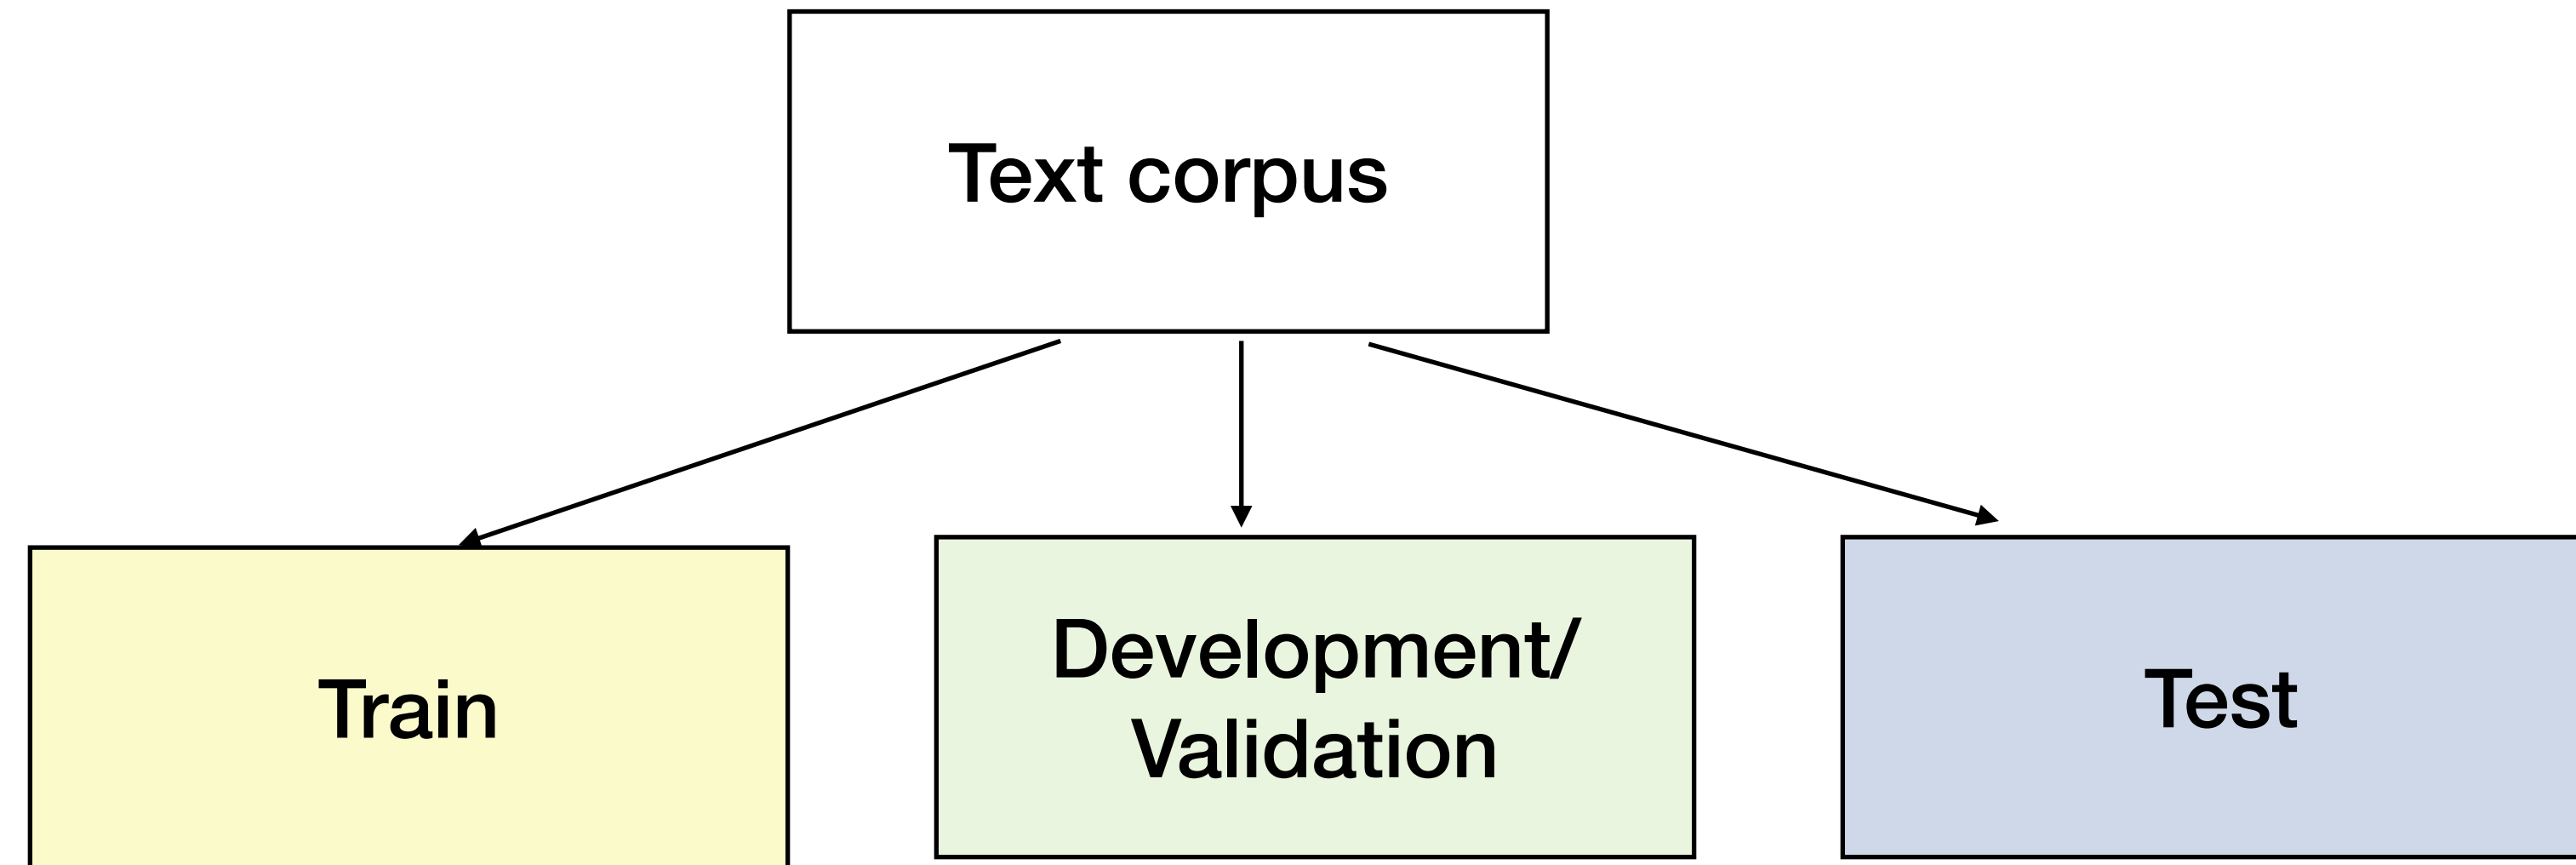 Text corpus
Train
Development/
Validation
Test